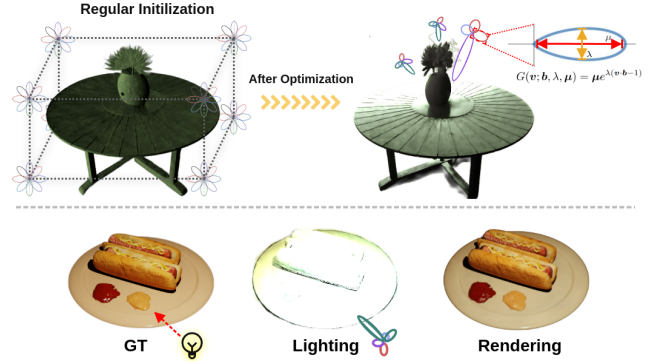 Regular Initilization
After Optimization
μ
λ
G(v; b, λ, μ) = μe^{λ(v·b−1)}
GT
Lighting
Rendering